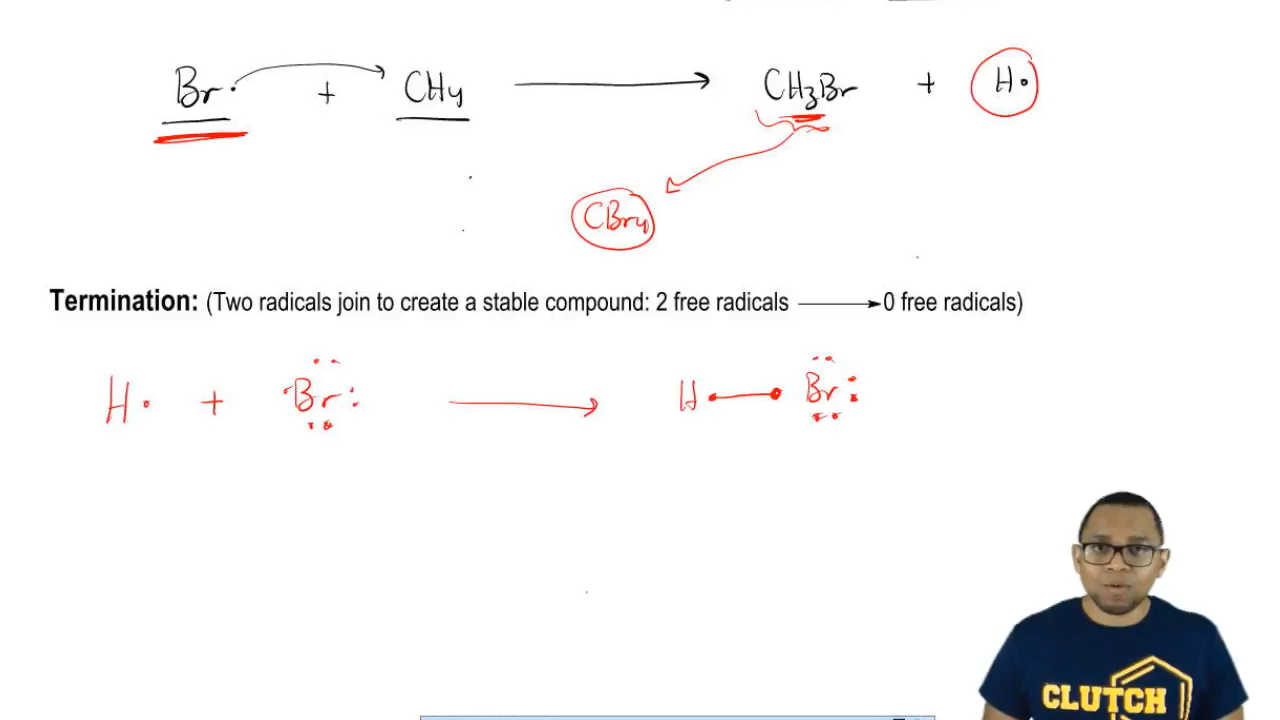 Br· + CH4 ⟶ CH3Br + H·
CBr4
Termination: (Two radicals join to create a stable compound: 2 free radicals ⟶ 0 free radicals)
H· + Br ⟶ H—Br
CLUTCH